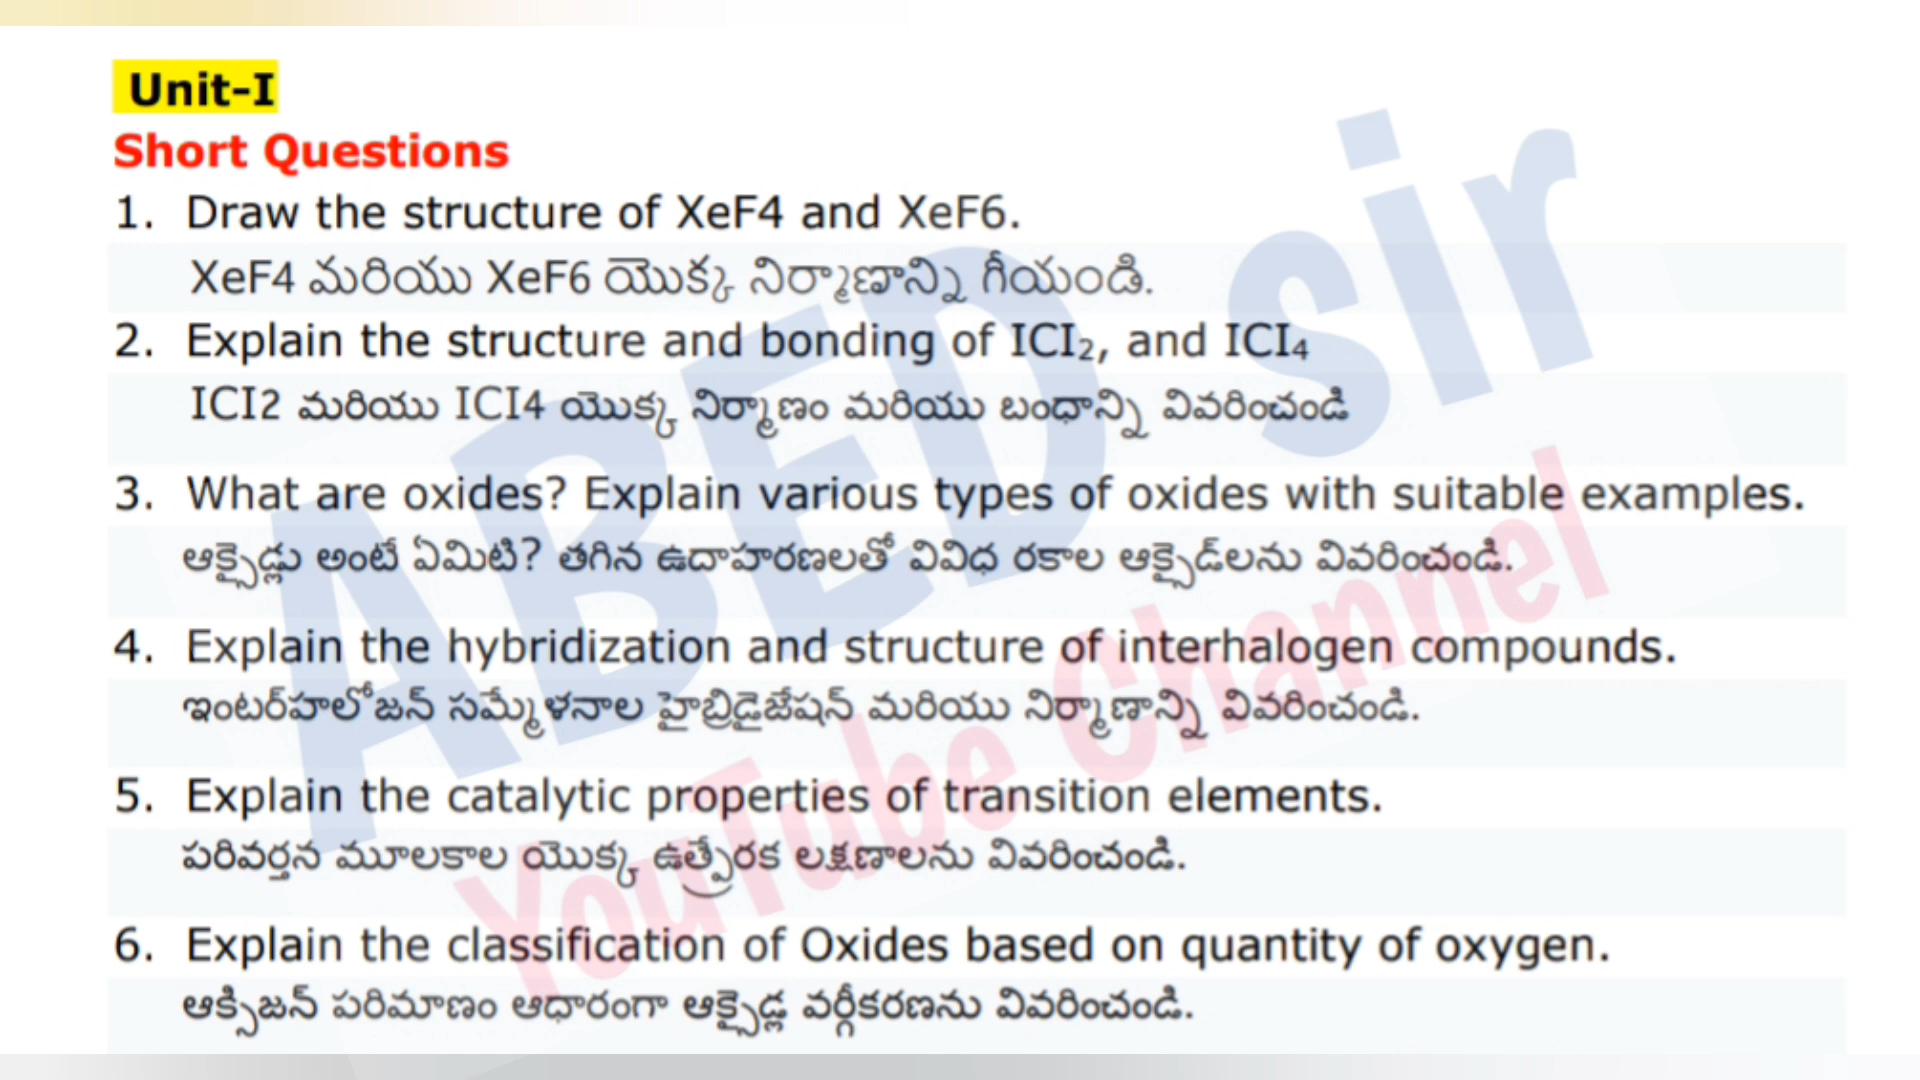 Unit-I
Short Questions
1. Draw the structure of XeF4 and XeF6.
XeF4 మరియు XeF6 యొక్క నిర్మాణాన్ని గీయండి.
2. Explain the structure and bonding of ICI₂, and ICI₄
ICI2 మరియు ICI4 యొక్క నిర్మాణం మరియు బంధాన్ని వివరించండి
3. What are oxides? Explain various types of oxides with suitable examples.
ఆక్సైడ్లు అంటే ఏమిటి? తగిన ఉదాహరణలతో వివిధ రకాల ఆక్సైడ్‌లను వివరించండి.
4. Explain the hybridization and structure of interhalogen compounds.
ఇంటర్‌హలోజన్ సమ్మేళనాల హైబ్రిడైజేషన్ మరియు నిర్మాణాన్ని వివరించండి.
5. Explain the catalytic properties of transition elements.
పరివర్తన మూలకాల యొక్క ఉత్ప్రేరక లక్షణాలను వివరించండి.
6. Explain the classification of Oxides based on quantity of oxygen.
ఆక్సిజన్ పరిమాణం ఆధారంగా ఆక్సైడ్ల వర్గీకరణను వివరించండి.
ABED sir
YouTube Channel